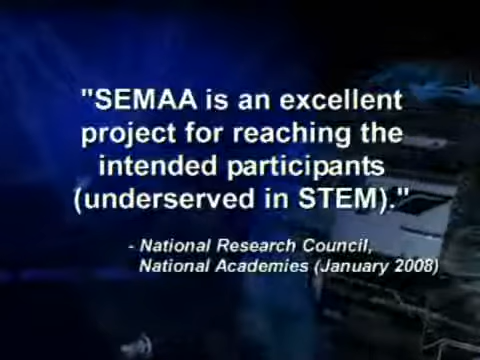 "SEMAA is an excellent
project for reaching the
intended participants
(underserved in STEM)."
- National Research Council,
National Academies (January 2008)